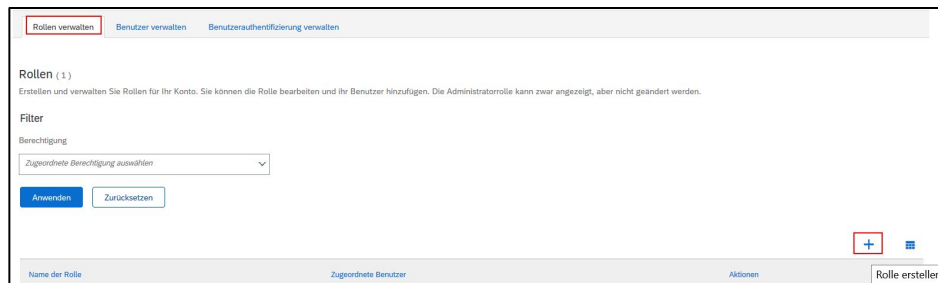 Rollen verwalten Benutzer verwalten Benutzerauthentifizierung verwalten
Rollen (1)
Erstellen und verwalten Sie Rollen für Ihr Konto. Sie können die Rolle bearbeiten und ihr Benutzer hinzufügen. Die Administratorrolle kann zwar angezeigt, aber nicht geändert werden.
Filter
Berechtigung
Zugeordnete Berechtigung auswählen
Anwenden Zurücksetzen
+
Name der Rolle Zugeordnete Benutzer Aktionen Rolle erstellen